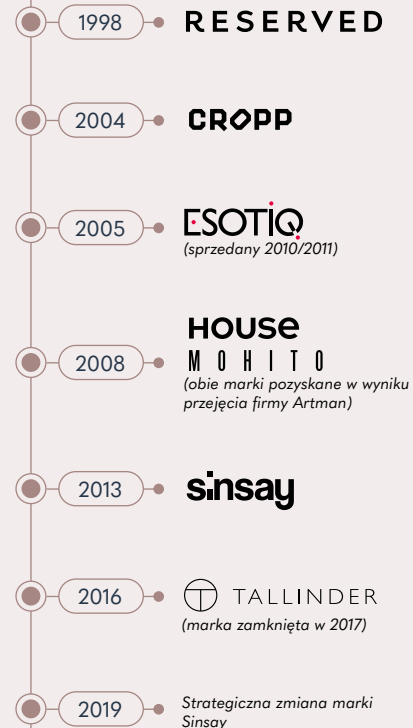 1998
RESERVED
2004
CROPP
2005
ESOTIQ
(sprzedany 2010/2011)
2008
HOUSE
MOHITO
(obie marki pozyskane w wyniku
przejęcia firmy Artman)
2013
sinsay
2016
TALLINDER
(marka zamknięta w 2017)
2019
Strategiczna zmiana marki
Sinsay